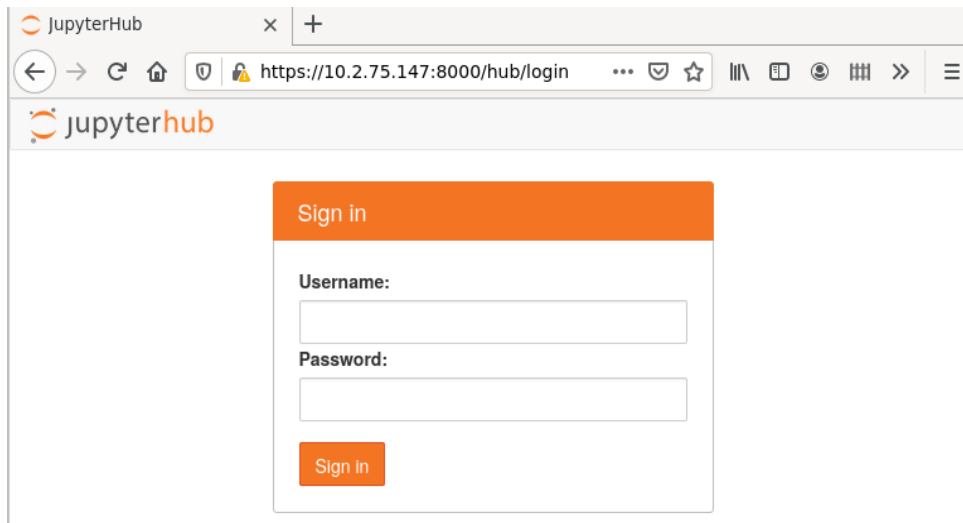 JupyterHub
https://10.2.75.147:8000/hub/login
jupyterhub
Sign in
Username:
Password:
Sign in